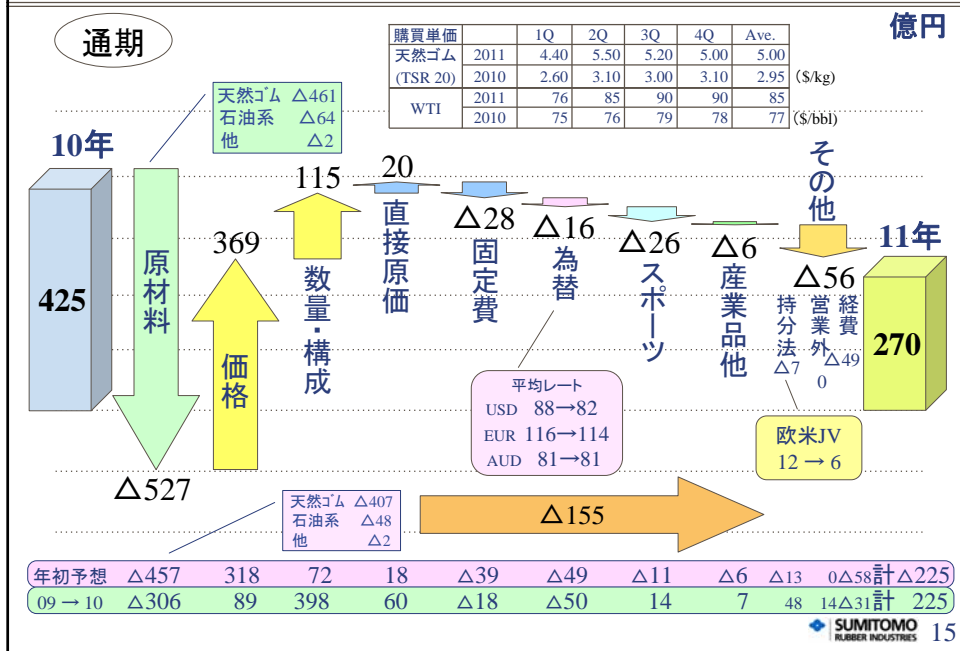 億円
通期
購買単価 1Q 2Q 3Q 4Q Ave.
天然ゴム 2011 4.40 5.50 5.20 5.00 5.00
(TSR 20) 2010 2.60 3.10 3.00 3.10 2.95 ($/kg)
WTI 2011 76 85 90 90 85
2010 75 76 79 78 77 ($/bbl)
天然ｺﾞﾑ △461
石油系 △64
他 △2
10年
425
原材料
△527
369
価格
115
数量・構成
20
直接原価
△28
固定費
△16
為替
△26
スポーツ
△6
産業品他
その他
△56
持分法 △7
営業外 0
経費 △49
11年
270
平均レート
USD 88→82
EUR 116→114
AUD 81→81
欧米JV
12 → 6
天然ｺﾞﾑ △407
石油系 △48
他 △2
△155
年初予想 △457 318 72 18 △39 △49 △11 △6 △13 0 △58 計 △225
09 → 10 △306 89 398 60 △18 △50 14 7 48 14 △31 計 225
SUMITOMO
RUBBER INDUSTRIES
15